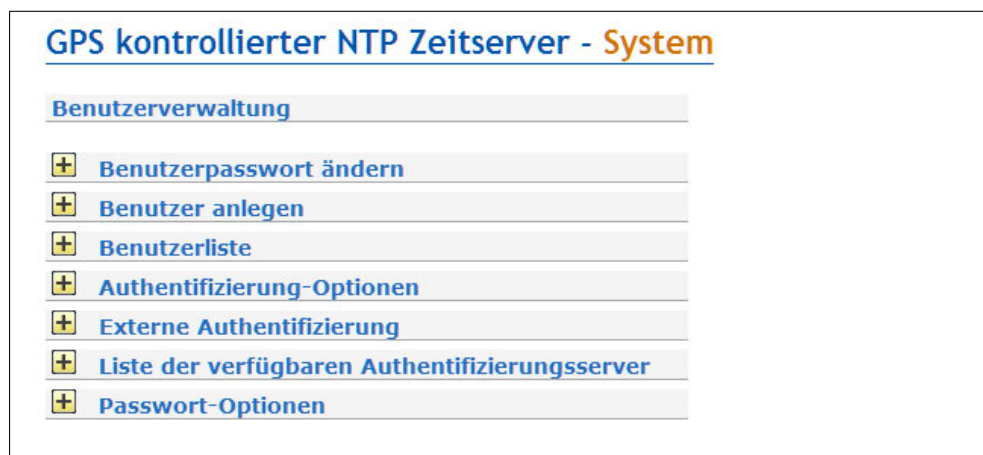 GPS kontrollierter NTP Zeitserver - System
Benutzerverwaltung
Benutzerpasswort ändern
Benutzer anlegen
Benutzerliste
Authentifizierung-Optionen
Externe Authentifizierung
Liste der verfügbaren Authentifizierungsserver
Passwort-Optionen